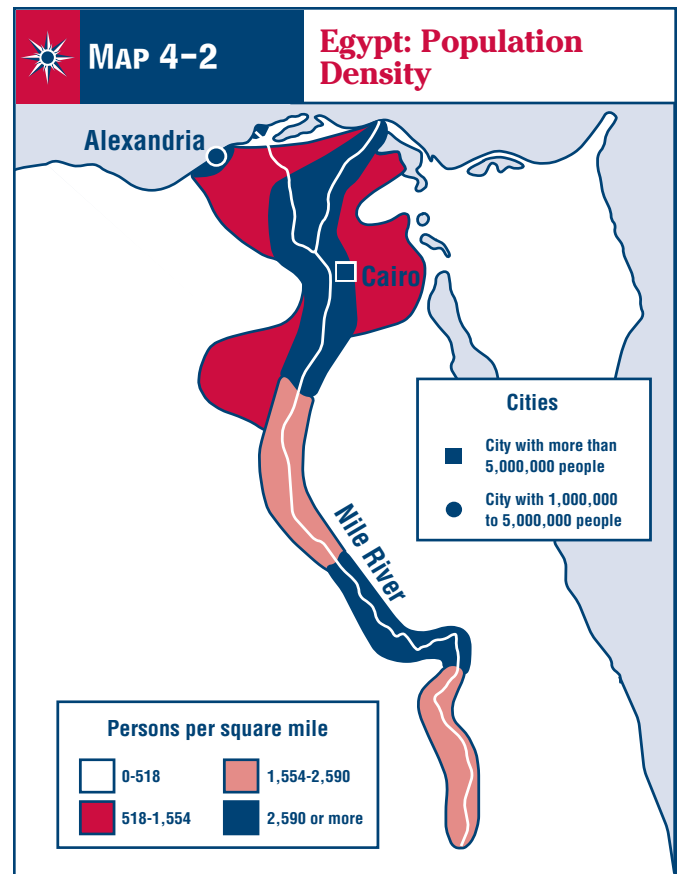 MAP 4-2
Egypt: Population
Density
Alexandria
Cairo
Cities
City with more than
5,000,000 people
City with 1,000,000
to 5,000,000 people
Nile River
Persons per square mile
0-518
1,554-2,590
518-1,554
2,590 or more